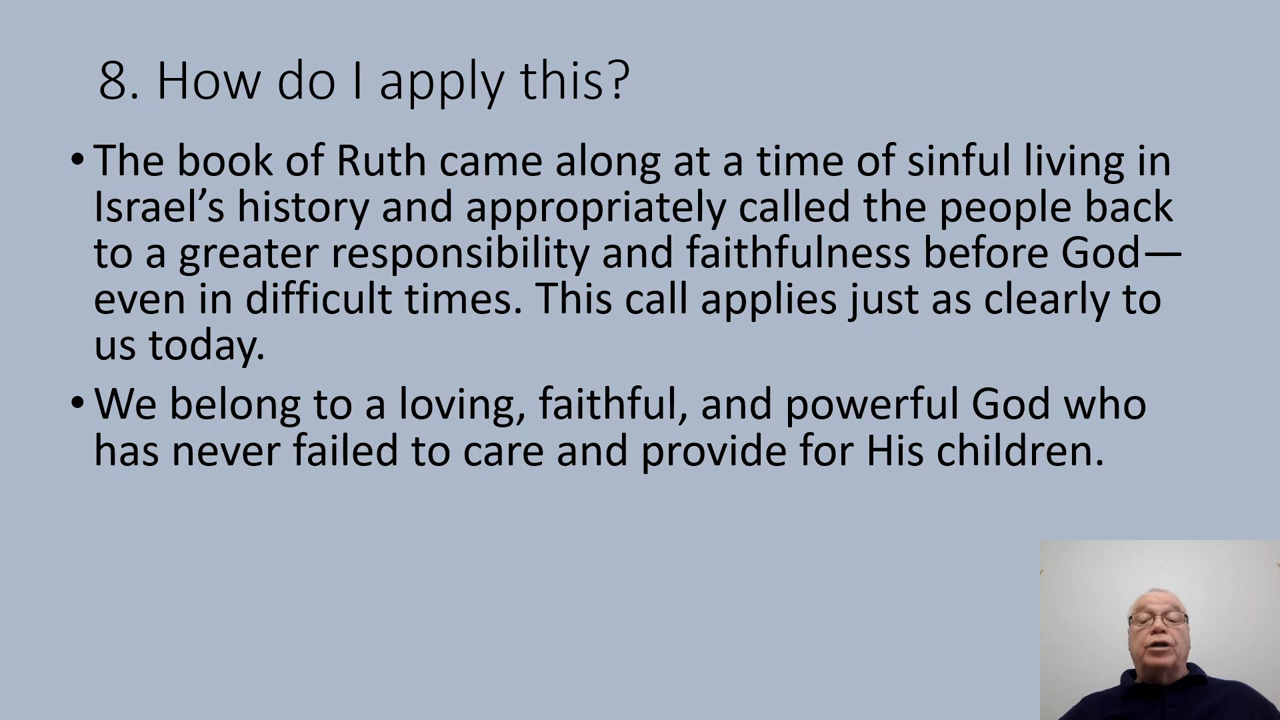 8. How do I apply this?
• The book of Ruth came along at a time of sinful living in
Israel’s history and appropriately called the people back
to a greater responsibility and faithfulness before God—
even in difficult times. This call applies just as clearly to
us today.
• We belong to a loving, faithful, and powerful God who
has never failed to care and provide for His children.